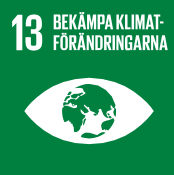 13 BEKÄMPA KLIMAT-
FÖRÄNDRINGARNA